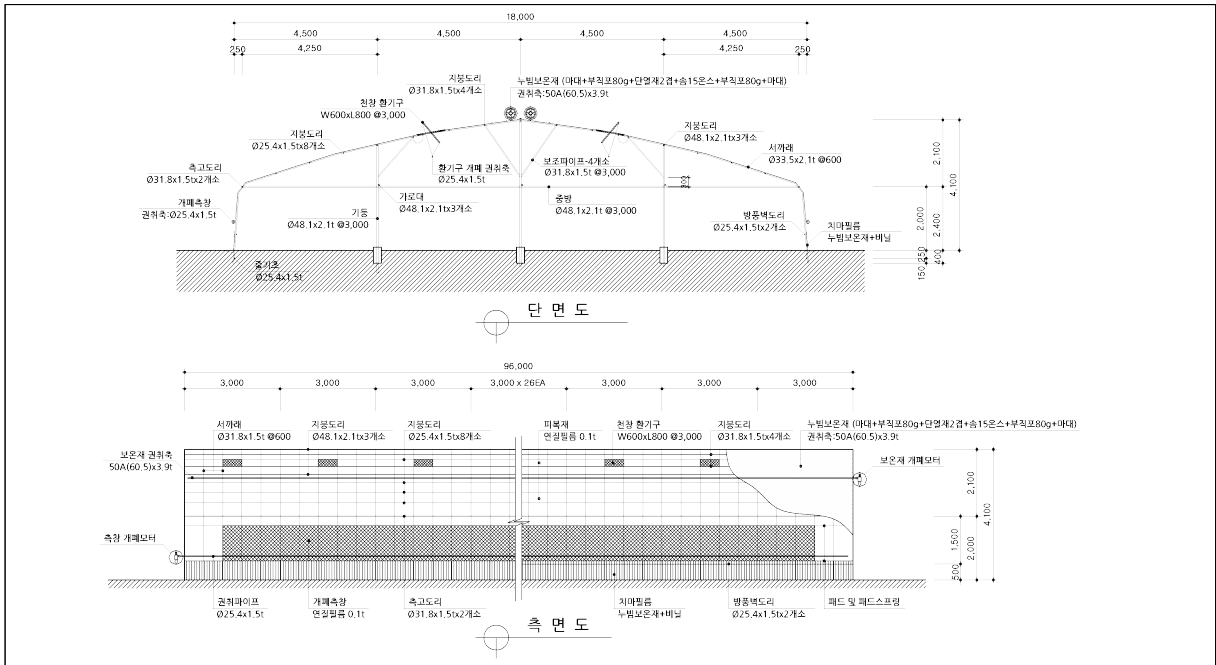 18,000
4,500 4,500 4,500 4,500
250 4,250 4,250 250
지붕도리
Ø31.8x1.5tx4개소
누빔보온재 (마대+부직포80g+단열재2겹+솜15온스+부직포80g+마대)
권취축:50A(60.5)x3.9t
천창 환기구
W600xL800 @3,000
지붕도리
Ø25.4x1.5tx8개소
지붕도리
Ø48.1x2.1tx3개소
서까래
Ø33.5x2.1t @600
측고도리
Ø31.8x1.5tx2개소
환기구 개폐 권취축
Ø25.4x1.5t
보조파이프-4개소
Ø31.8x1.5t @3,000
300
개폐측창
권취축:Ø25.4x1.5t
기둥
Ø48.1x2.1t @3,000
가로대
Ø48.1x2.1tx3개소
중방
Ø48.1x2.1t @3,000
방풍벽도리
Ø25.4x1.5tx2개소
치마필름
누빔보온재+비닐
줄기초
Ø25.4x1.5t
2,100
4,100
2,000
2,400
250
400
150
단 면 도
96,000
3,000 3,000 3,000 3,000 x 26EA 3,000 3,000 3,000
서까래
Ø31.8x1.5t @600
지붕도리
Ø48.1x2.1tx3개소
지붕도리
Ø25.4x1.5tx8개소
피복재
연질필름 0.1t
천창 환기구
W600xL800 @3,000
지붕도리
Ø31.8x1.5tx4개소
누빔보온재 (마대+부직포80g+단열재2겹+솜15온스+부직포80g+마대)
권취축:50A(60.5)x3.9t
보온재 권취축
50A(60.5)x3.9t
보온재 개폐모터
측창 개폐모터
2,100
4,100
1,500
2,000
500
권취파이프
Ø25.4x1.5t
개폐측창
연질필름 0.1t
측고도리
Ø31.8x1.5tx2개소
치마필름
누빔보온재+비닐
방풍벽도리
Ø25.4x1.5tx2개소
패드 및 패드스프링
측 면 도